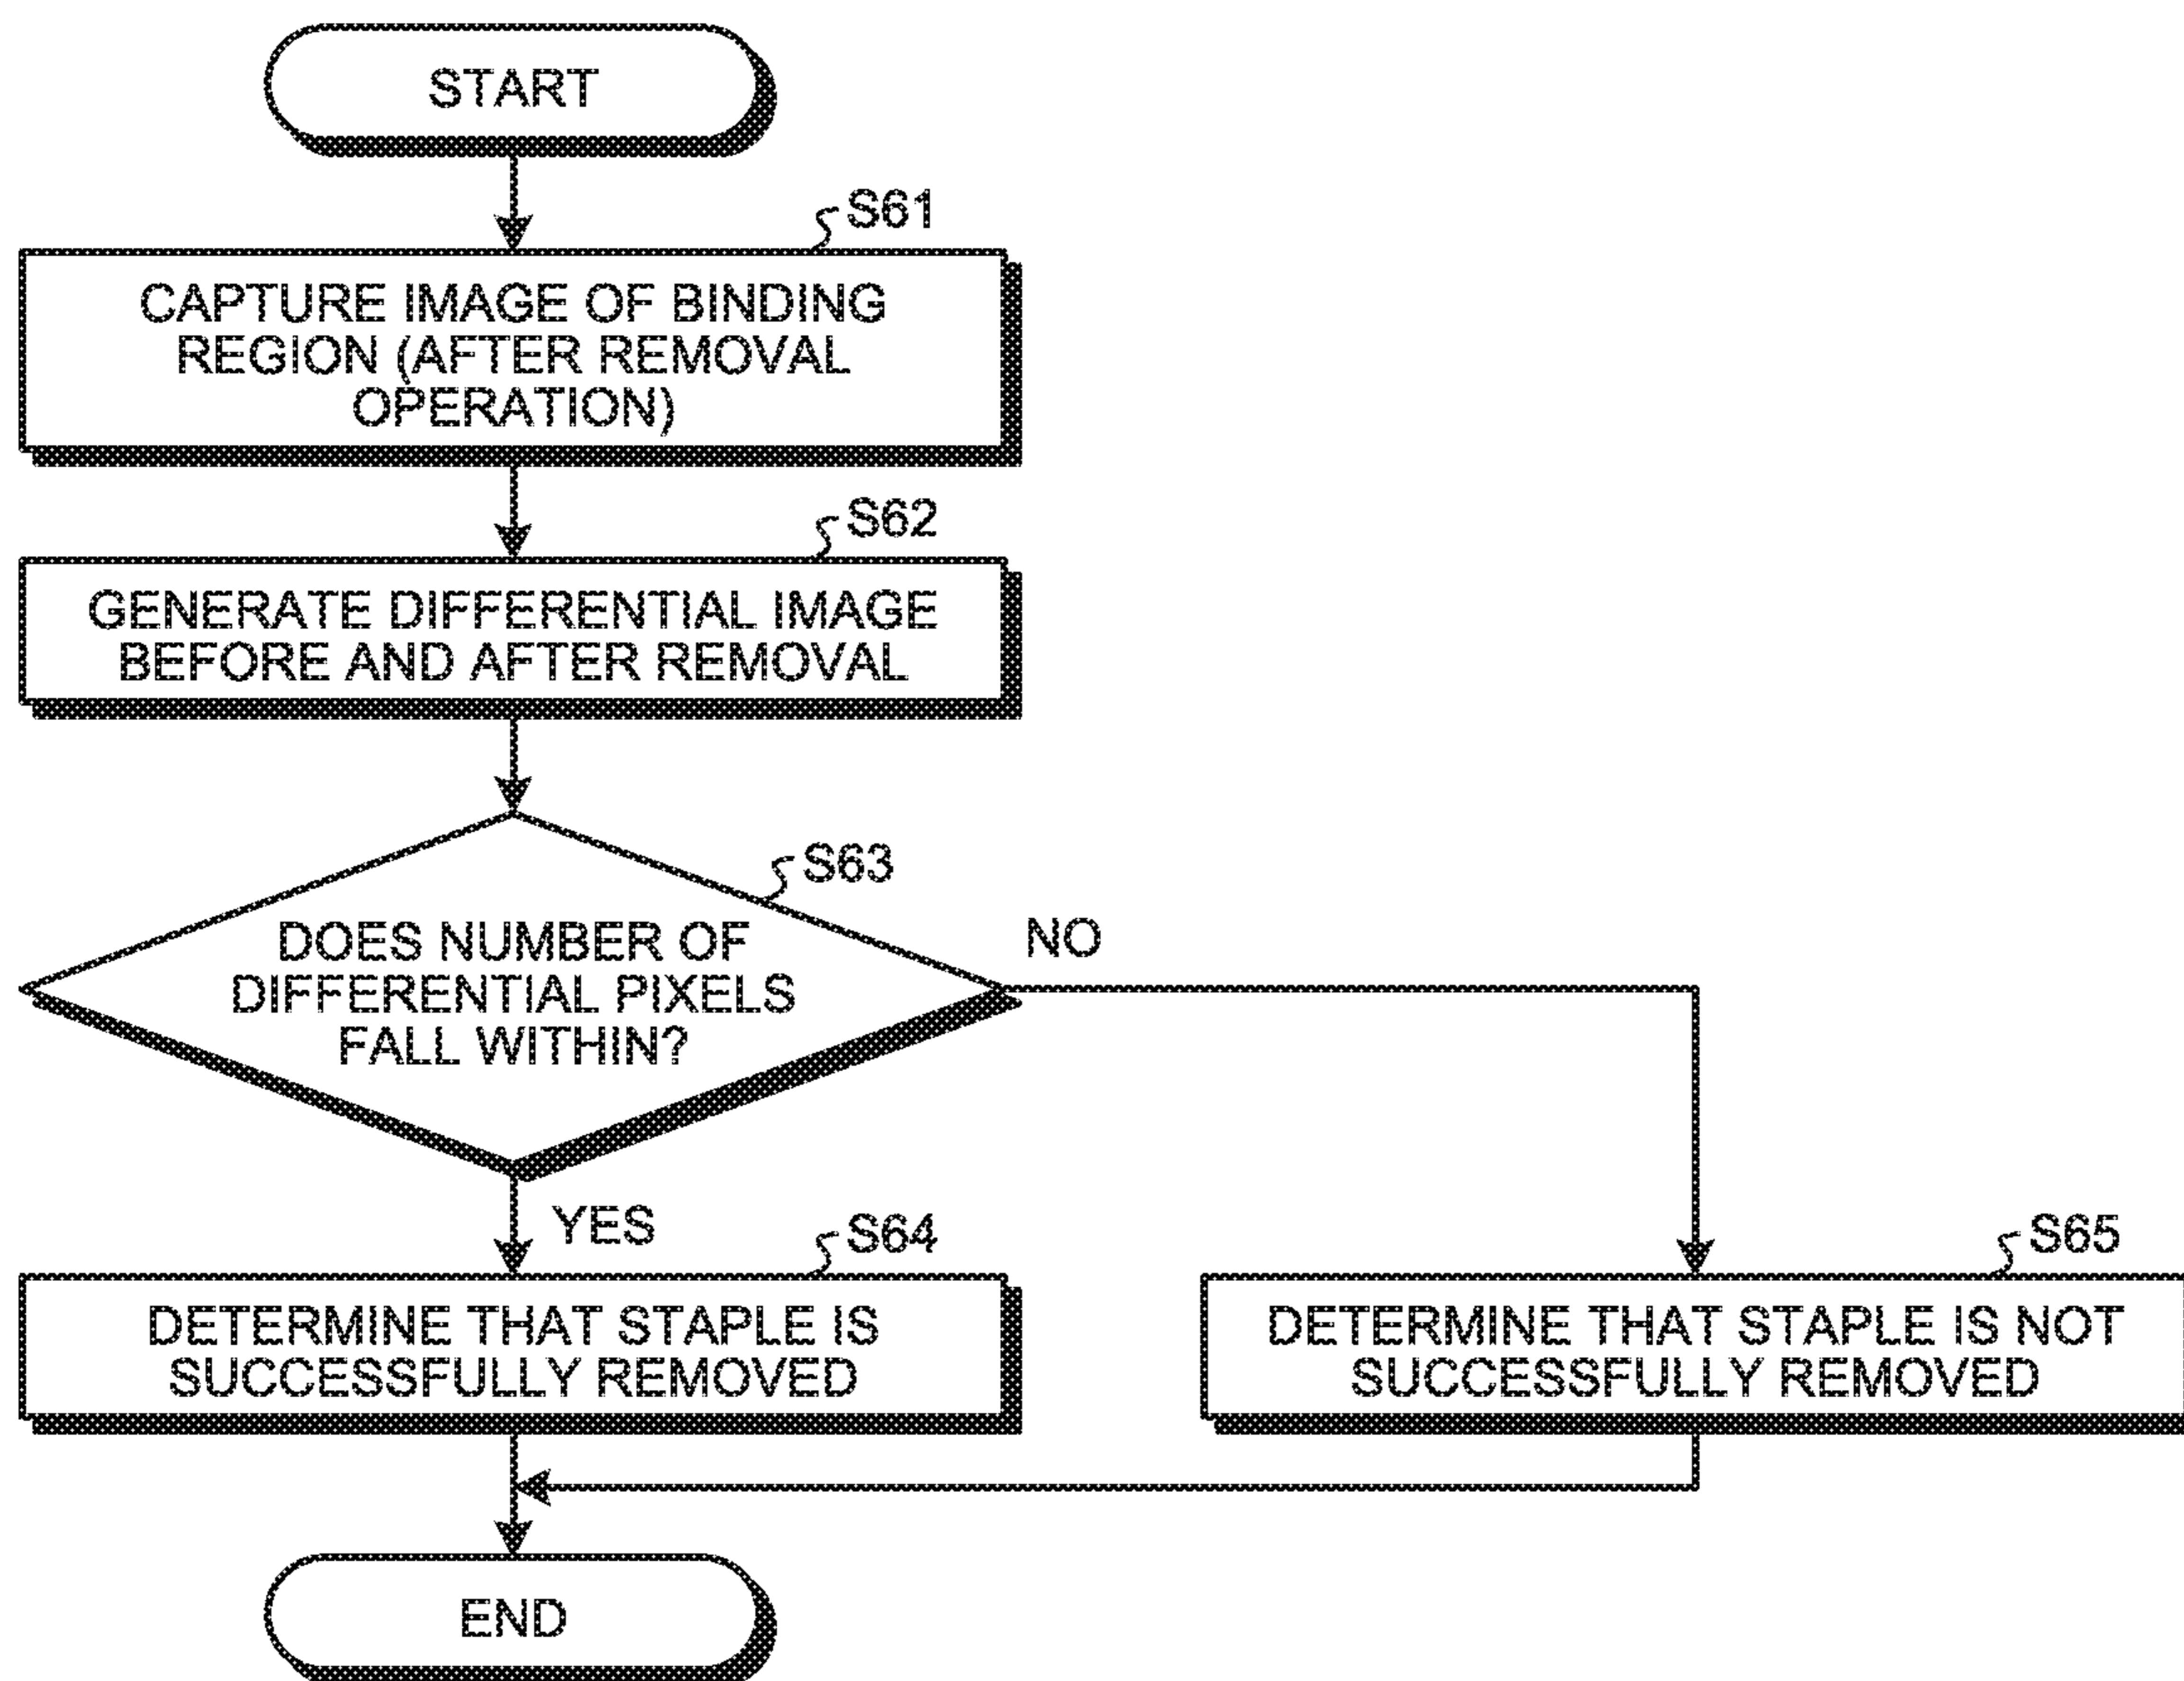 START
S61
CAPTURE IMAGE OF BINDING
REGION (AFTER REMOVAL
OPERATION)
S62
GENERATE DIFFERENTIAL IMAGE
BEFORE AND AFTER REMOVAL
S63
DOES NUMBER OF
DIFFERENTIAL PIXELS
FALL WITHIN?
NO
YES
S64
DETERMINE THAT STAPLE IS
SUCCESSFULLY REMOVED
S65
DETERMINE THAT STAPLE IS NOT
SUCCESSFULLY REMOVED
END